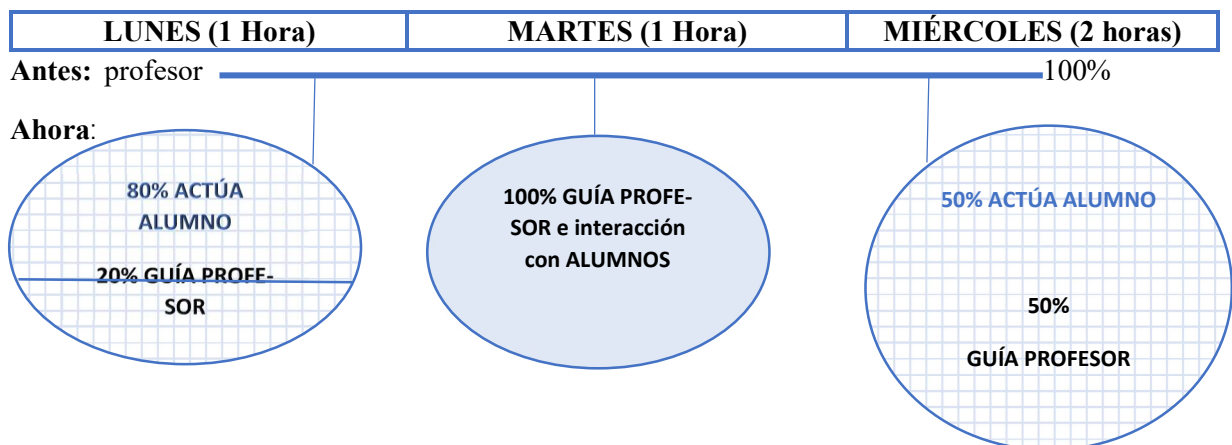 LUNES (1 Hora) MARTES (1 Hora) MIÉRCOLES (2 horas)
Antes: profesor 100%
Ahora:
80% ACTÚA
ALUMNO
20% GUÍA PROFE-
SOR
100% GUÍA PROFE-
SOR e interacción
con ALUMNOS
50% ACTÚA ALUMNO
50%
GUÍA PROFESOR